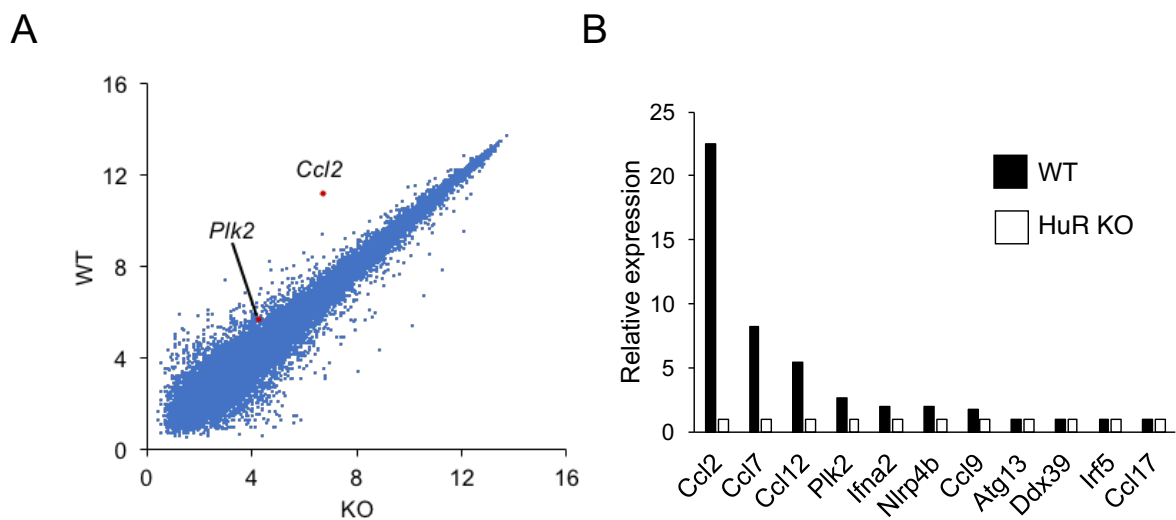 A
16
12
8
4
0
WT
Ccl2
Plk2
0
4
8
12
16
KO
B
25
20
15
10
5
0
Relative expression
WT
HuR KO
Ccl2
Ccl7
Ccl12
Plk2
Ifna2
Nlrp4b
Ccl9
Atg13
Ddx39
Irf5
Ccl17